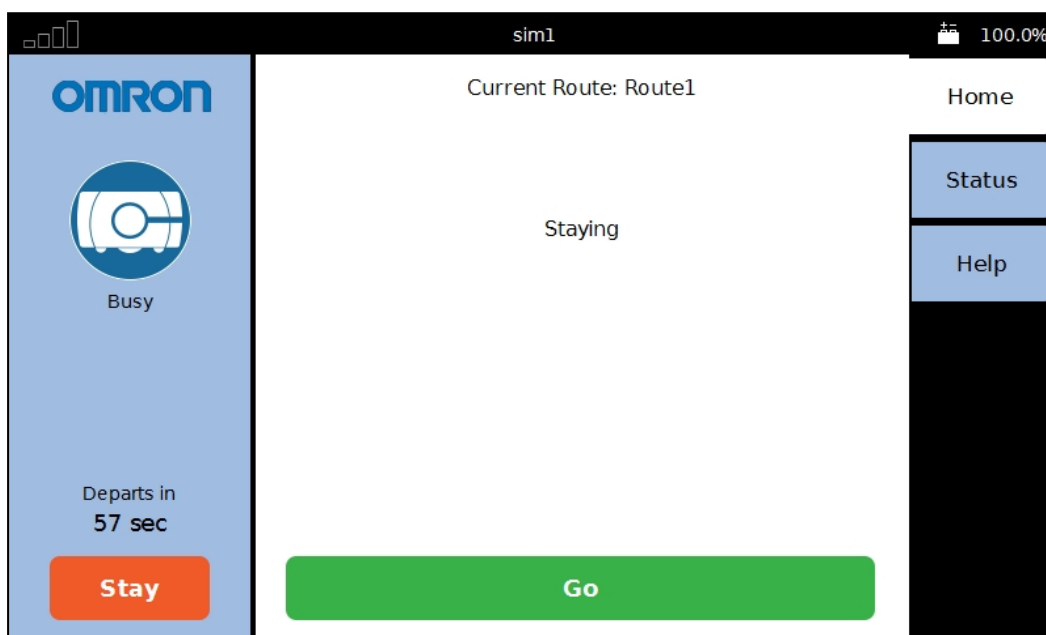 sim1
100.0%
OMRON
Busy
Departs in
57 sec
Stay
Current Route: Route1
Staying
Go
Home
Status
Help